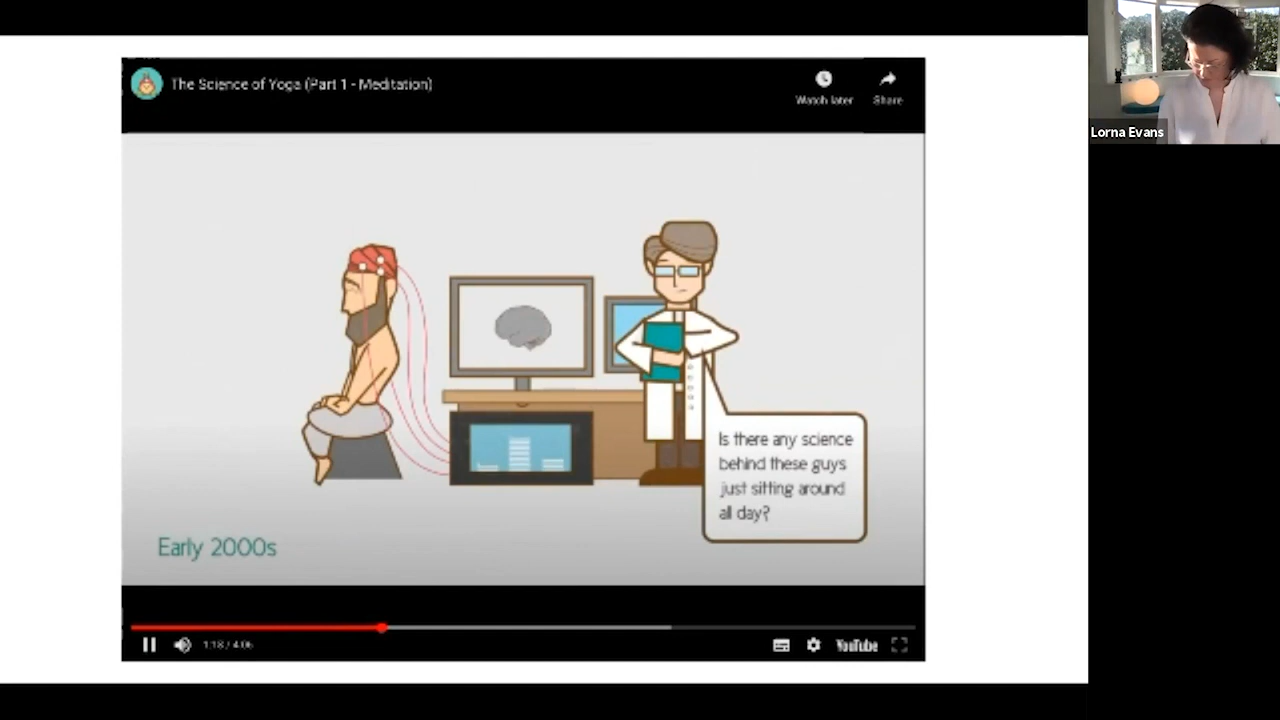 The Science of Yoga (Part 1 - Meditation)
Watch later
Share
Lorna Evans
Is there any science
behind these guys
just sitting around
all day?
Early 2000s
1:18 / 4:06
YouTube